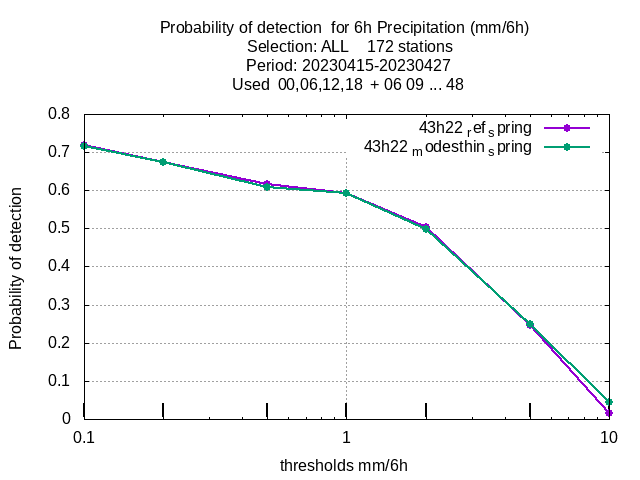 Probability of detection  for 6h Precipitation (mm/6h)
Selection: ALL    172 stations
Period: 20230415-20230427
Used  00,06,12,18  + 06 09 ... 48
43h22 ref spring
43h22 modesthin spring
0.8
0.7
0.6
0.5
0.4
0.3
0.2
0.1
0
Probability of detection
0.1
1
10
thresholds mm/6h